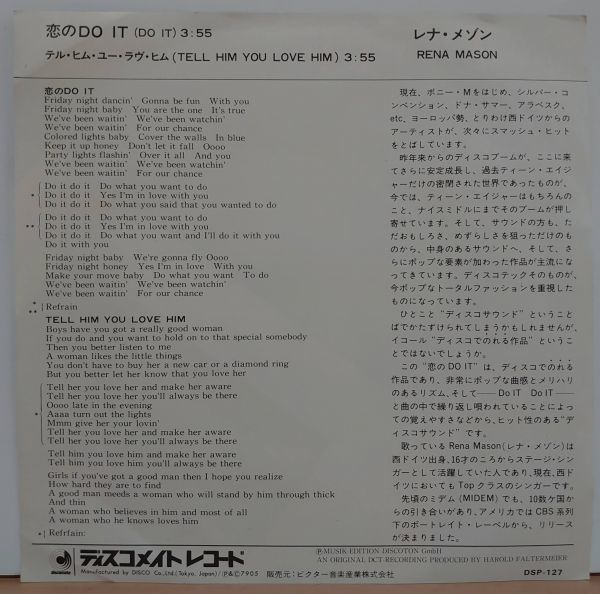 恋のDO IT (DO IT) 3:55
テル・ヒム・ユー・ラヴ・ヒム (TELL HIM YOU LOVE HIM) 3:55
レナ・メゾン
RENA MASON
恋のDO IT
Friday night dancin' Gonna be fun With you
Friday night baby You are the one It's true
We've been waitin' We've been watchin'
We've been waitin' For our chance
Colored lights baby Cover the walls In blue
Keep it up honey Don't let it fall Oooo
Party lights flashin' Over it all And you
We've been waitin' We've been watchin'
We've been waitin' For our chance
Do it do it Do what you want to do
* Do it do it Yes I'm in love with you
Do it do it Do what you said that you wanted to do
Do it do it Do what you want to do
** Do it do it Yes I'm in love with you
Do it do it Do what you want and I'll do it with you
Do it with you
Friday night baby We're gonna fly Oooo
Friday night honey Yes I'm in love With you
Make your move baby Do what you want To do
We've been waitin' We've been watchin'
We've been waitin' For our chance
* ** Refrain
TELL HIM YOU LOVE HIM
Boys have you got a really good woman
If you do and you want to hold on to that special somebody
Then you better listen to me
A woman likes the little things
You don't have to buy her a new car or a diamond ring
But you better let her know that you love her
Tell her you love her and make her aware
Tell her you love her you'll always be there
Oooo late in the evening
* Aaaa turn out the lights
Mmm give her your lovin'
Tell her you love her and make her aware
Tell her you love her you'll always be there
Tell him you love him and make him aware
Tell him you love him you'll always be there
Girls if you've got a good man then I hope you realize
How hard they are to find
A good man needs a woman who will stand by him through thick
And thin
A woman who believes in him and most of all
A woman who he knows loves him
* Refrfain:
現在、ボニー・Mをはじめ、シルバー・コ
ンベンション、ドナ・サマー、アラベスク、
etc、ヨーロッパ勢、とりわけ西ドイツからの
アーティストが、次々にスマッシュ・ヒット
をとばしています。
昨年来からのディスコブームが、ここに来
てさらに安定成長し、過去ティーン・エイジ
ャーだけの密閉された世界であったものが、
今では、ティーン・エイジャーはもちろんの
こと、ナイスミドルにまでそのブームが押し
寄せています。そして、サウンドの方も、た
だおもしろさ、めずらしさを狙っただけのも
のから、中身のあるサウンドへ、そして、さ
らにポップな要素が加わった作品が主流にな
ってきています。ディスコテックそのものが、
今ポップなトータルファッションを重視した
ものになっています。
ひとこと“ディスコサウンド”ということ
ばでかたずけられてしまうかもしれませんが、
イコール“ディスコでのれる作品”というこ
とではないでしょうか。
この“恋のDO IT”は、ディスコでのれる
作品であり、非常にポップな曲感とメリハリ
のあるリズム、そして——Do IT Do IT——
と曲の中で繰り返し唄われていることによっ
ての覚えやすさなどから、ヒット性のある“デ
ィスコサウンド”です。
歌っているRena Mason(レナ・メゾン)は
西ドイツ出身、16才のころからステージ・シン
ガーとして活躍していた人であり、現在、西ド
イツにおいてもTopクラスのシンガーです。
先頃のミデム(MIDEM)でも、10数ケ国か
らの引き合いがあり、アメリカではCBS系列
下のポートレイト・レーベルから、リリース
が決まりました。
discomate
ディスコメイトレコード
Manufactured by DISCO Co.,Ltd.(Tokyo, Japan)/Ⓟ&Ⓒ7905 販売元：ビクター音楽産業株式会社
Ⓟ MUSIK EDITION DISCOTON GmbH
AN ORIGINAL DCT-RECORDING PRODUCED BY HAROLD FALTERMEIER
DSP-127